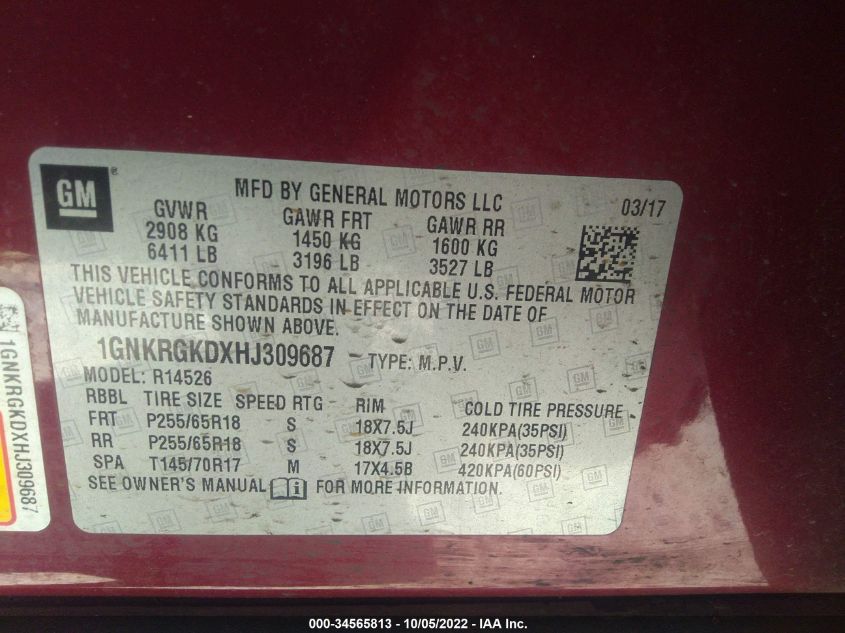 GM
MFD BY GENERAL MOTORS LLC 03/17
GVWR GAWR FRT GAWR RR
2908 KG 1450 KG 1600 KG
6411 LB 3196 LB 3527 LB
THIS VEHICLE CONFORMS TO ALL APPLICABLE U.S. FEDERAL MOTOR
VEHICLE SAFETY STANDARDS IN EFFECT ON THE DATE OF
MANUFACTURE SHOWN ABOVE.
1GNKRGKDXHJ309687 TYPE: M.P.V.
MODEL: R14526
RBBL TIRE SIZE SPEED RTG RIM COLD TIRE PRESSURE
FRT P255/65R18 S 18X7.5J 240KPA(35PSI)
RR P255/65R18 S 18X7.5J 240KPA(35PSI)
SPA T145/70R17 M 17X4.5B 420KPA(60PSI)
SEE OWNER'S MANUAL FOR MORE INFORMATION.
1GNKRGKDXHJ309687
000-34565813 - 10/05/2022 - IAA Inc.